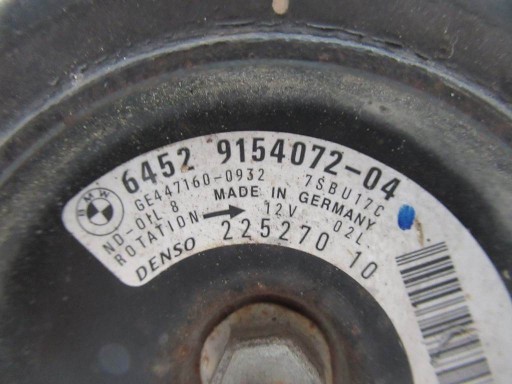 6452 9154072-04
GE447160-0932 7SBU17C
BMW
MADE IN GERMANY
ND-OIL 8 12V 02L
ROTATION
DENSO 225270 10